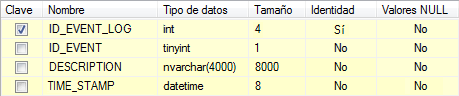 Clave Nombre Tipo de datos Tamaño Identidad Valores NULL
ID_EVENT_LOG int 4 Sí No
ID_EVENT tinyint 1 No No
DESCRIPTION nvarchar(4000) 8000 No No
TIME_STAMP datetime 8 No No